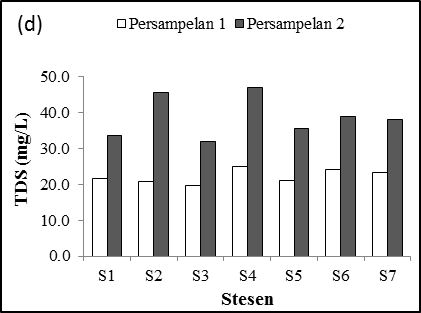 (d)
Persampelan 1 Persampelan 2
TDS (mg/L)
50.0
40.0
30.0
20.0
10.0
0.0
S1 S2 S3 S4 S5 S6 S7
Stesen